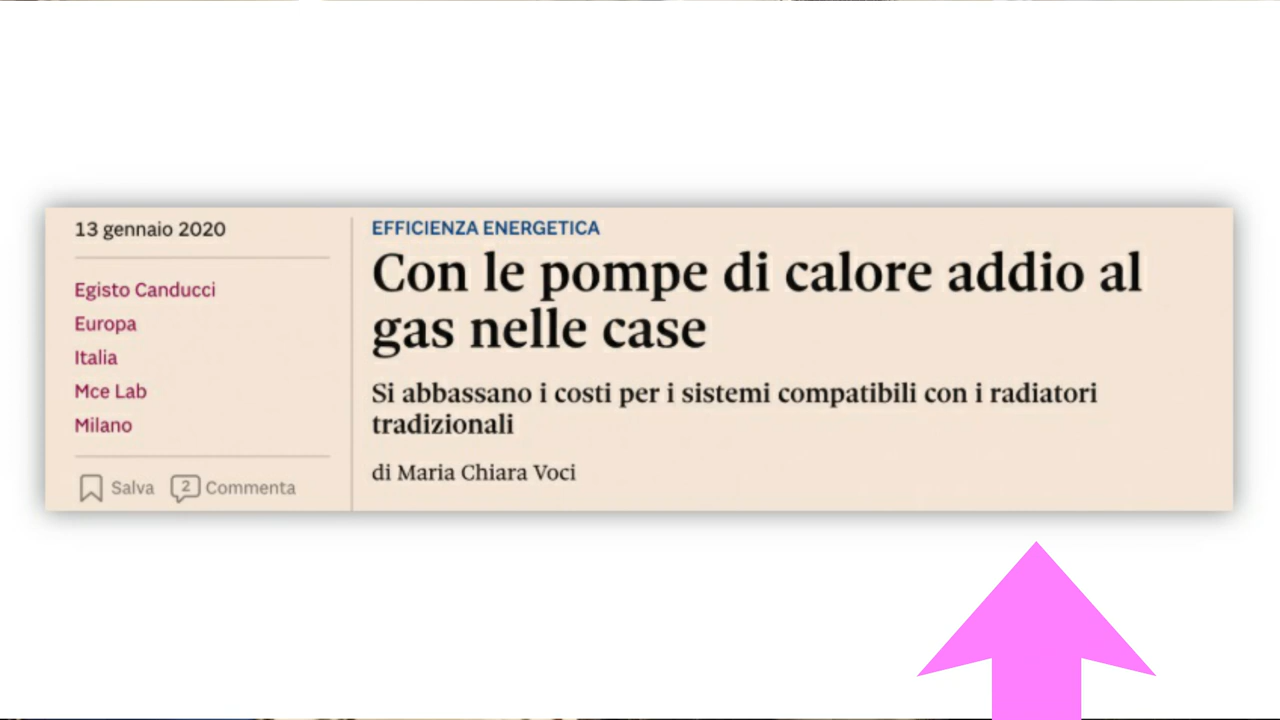 13 gennaio 2020
Egisto Canducci
Europa
Italia
Mce Lab
Milano
Salva 2 Commenta
EFFICIENZA ENERGETICA
Con le pompe di calore addio al
gas nelle case
Si abbassano i costi per i sistemi compatibili con i radiatori
tradizionali
di Maria Chiara Voci